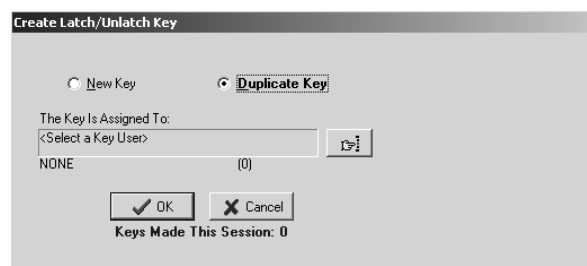 Create Latch/Unlatch Key
New Key Duplicate Key
The Key Is Assigned To:
<Select a Key User>
NONE (0)
OK Cancel
Keys Made This Session: 0